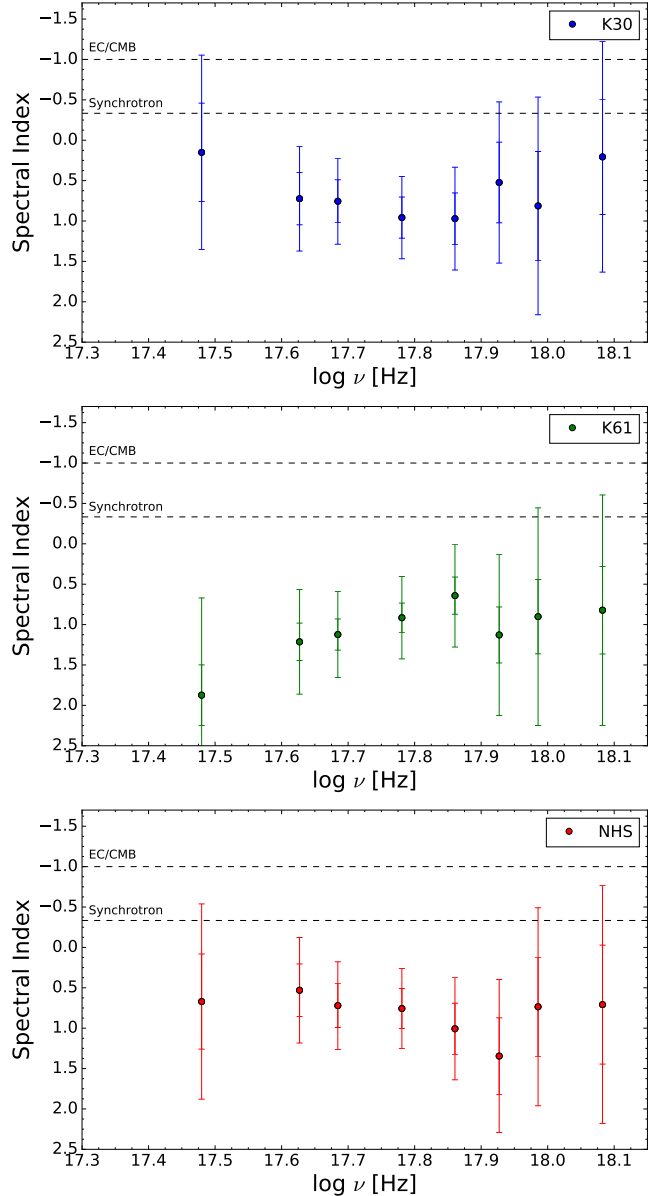 K30
EC/CMB
Synchrotron
Spectral Index
−1.5
−1.0
−0.5
0.0
0.5
1.0
1.5
2.0
2.5
17.3 17.4 17.5 17.6 17.7 17.8 17.9 18.0 18.1
log ν [Hz]
K61
EC/CMB
Synchrotron
Spectral Index
−1.5
−1.0
−0.5
0.0
0.5
1.0
1.5
2.0
2.5
17.3 17.4 17.5 17.6 17.7 17.8 17.9 18.0 18.1
log ν [Hz]
NHS
EC/CMB
Synchrotron
Spectral Index
−1.5
−1.0
−0.5
0.0
0.5
1.0
1.5
2.0
2.5
17.3 17.4 17.5 17.6 17.7 17.8 17.9 18.0 18.1
log ν [Hz]